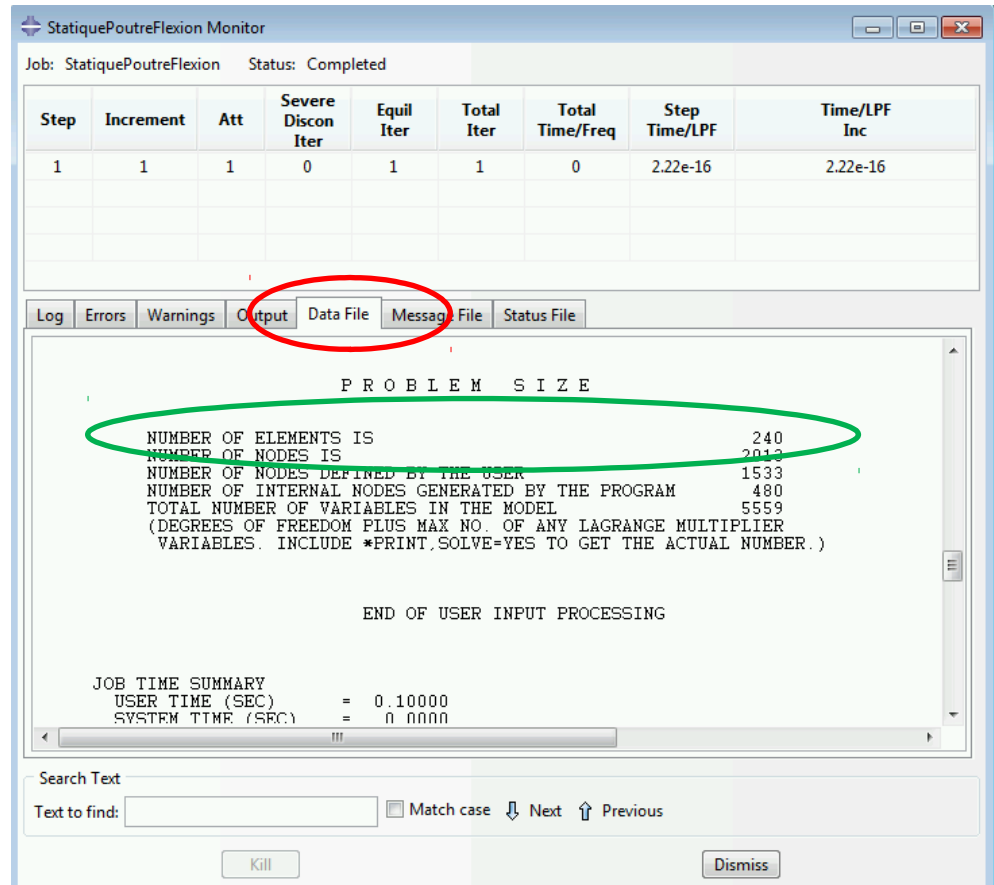 StatiquePoutreFlexion Monitor
Job: StatiquePoutreFlexion Status: Completed
Step Increment Att Severe Discon Iter Equil Iter Total Iter Total Time/Freq Step Time/LPF Time/LPF Inc
1 1 1 0 1 1 0 2.22e-16 2.22e-16
Log Errors Warnings Output Data File Message File Status File
P R O B L E M S I Z E
NUMBER OF ELEMENTS IS 240
NUMBER OF NODES IS 2013
NUMBER OF NODES DEFINED BY THE USER 1533
NUMBER OF INTERNAL NODES GENERATED BY THE PROGRAM 480
TOTAL NUMBER OF VARIABLES IN THE MODEL 5559
(DEGREES OF FREEDOM PLUS MAX NO. OF ANY LAGRANGE MULTIPLIER
VARIABLES. INCLUDE *PRINT,SOLVE=YES TO GET THE ACTUAL NUMBER.)
END OF USER INPUT PROCESSING
JOB TIME SUMMARY
USER TIME (SEC) = 0.10000
SYSTEM TIME (SEC) = 0.0000
Search Text
Text to find: Match case Next Previous
Kill Dismiss